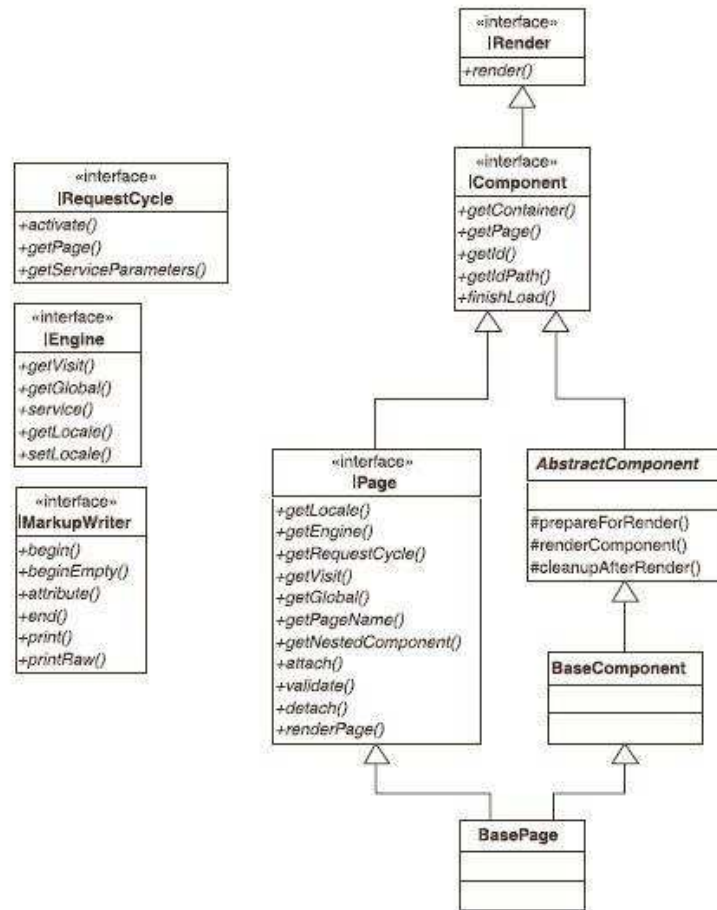 «interface»
IRender
+render()
«interface»
IComponent
+getContainer()
+getPage()
+getId()
+getIdPath()
+finishLoad()
«interface»
IRequestCycle
+activate()
+getPage()
+getServiceParameters()
«interface»
IEngine
+getVisit()
+getGlobal()
+service()
+getLocale()
+setLocale()
«interface»
IMarkupWriter
+begin()
+beginEmpty()
+attribute()
+end()
+print()
+printRaw()
«interface»
IPage
+getLocale()
+getEngine()
+getRequestCycle()
+getVisit()
+getGlobal()
+getPageName()
+getNestedComponent()
+attach()
+validate()
+detach()
+renderPage()
AbstractComponent
#prepareForRender()
#renderComponent()
#cleanupAfterRender()
BaseComponent
BasePage